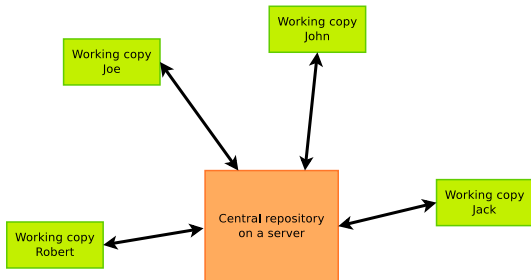 Working copy
John
Working copy
Joe
Working copy
Jack
Central repository
on a server
Working copy
Robert